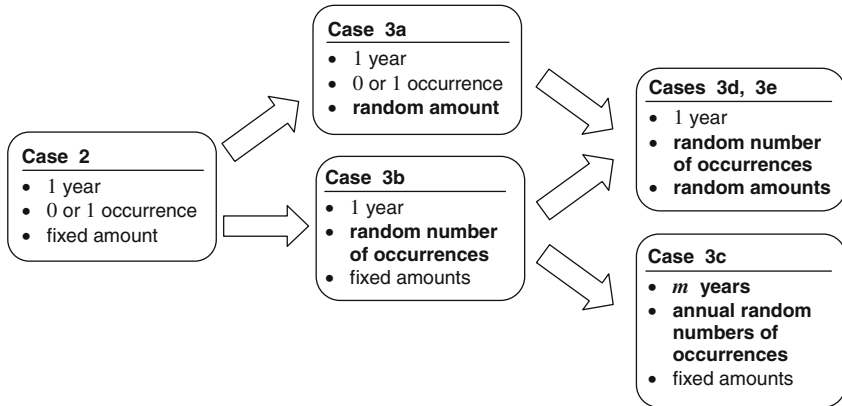 Case 2
• 1 year
• 0 or 1 occurrence
• fixed amount
Case 3a
• 1 year
• 0 or 1 occurrence
• random amount
Case 3b
• 1 year
• random number
of occurrences
• fixed amounts
Cases 3d, 3e
• 1 year
• random number
of occurrences
• random amounts
Case 3c
• m years
• annual random
numbers of
occurrences
• fixed amounts